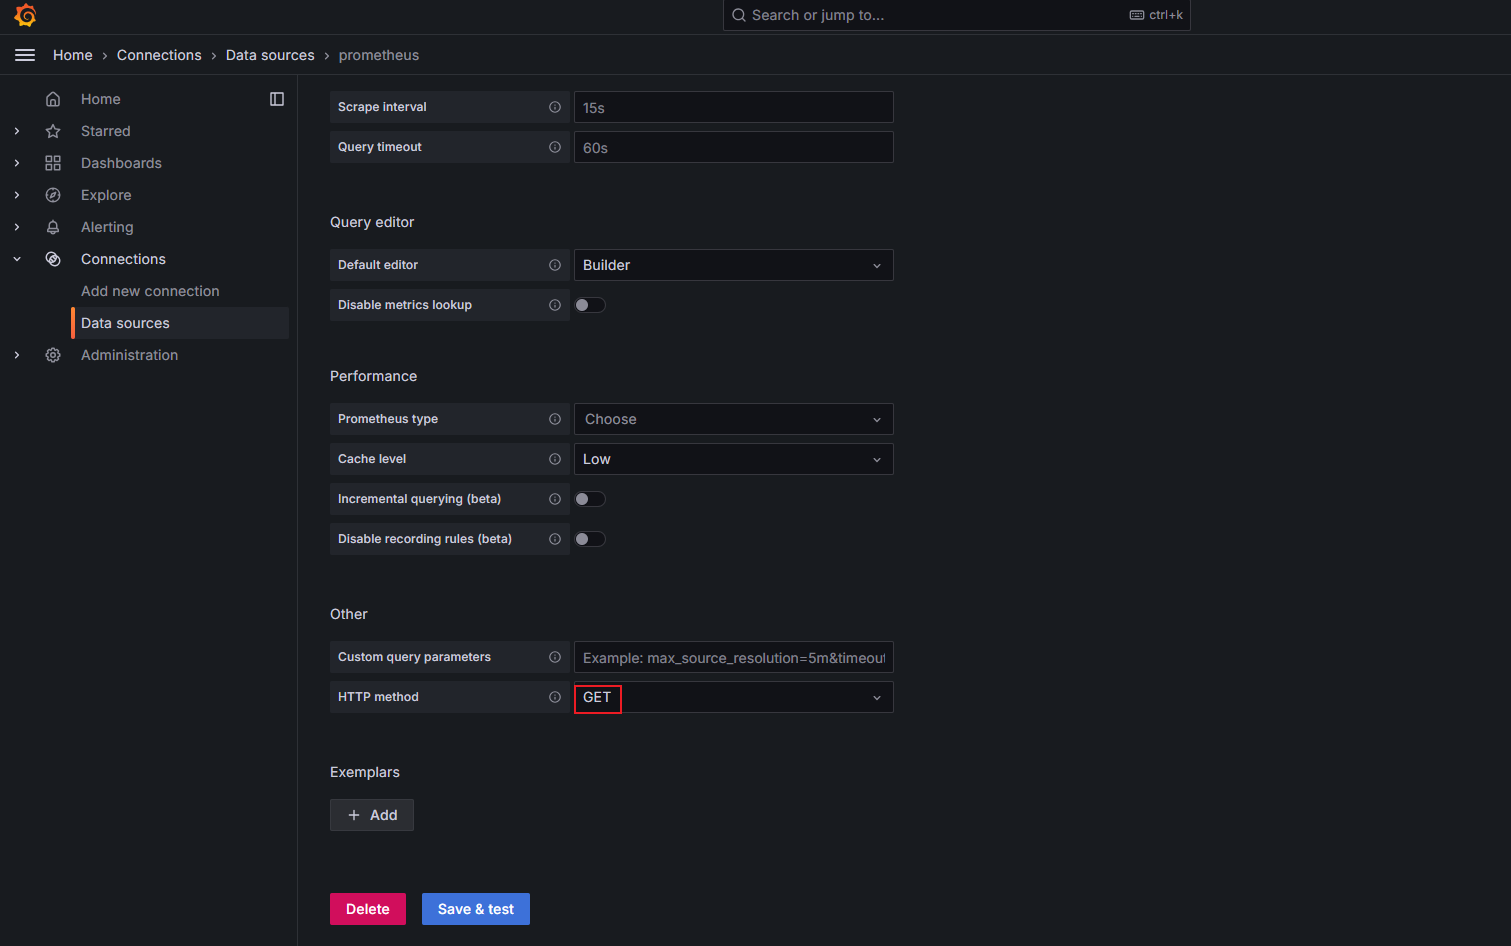 Search or jump to...
ctrl+k
Home › Connections › Data sources › prometheus
Home
Starred
Dashboards
Explore
Alerting
Connections
Add new connection
Data sources
Administration
Scrape interval
15s
Query timeout
60s
Query editor
Default editor
Builder
Disable metrics lookup
Performance
Prometheus type
Choose
Cache level
Low
Incremental querying (beta)
Disable recording rules (beta)
Other
Custom query parameters
Example: max_source_resolution=5m&timeout
HTTP method
GET
Exemplars
+ Add
Delete
Save & test